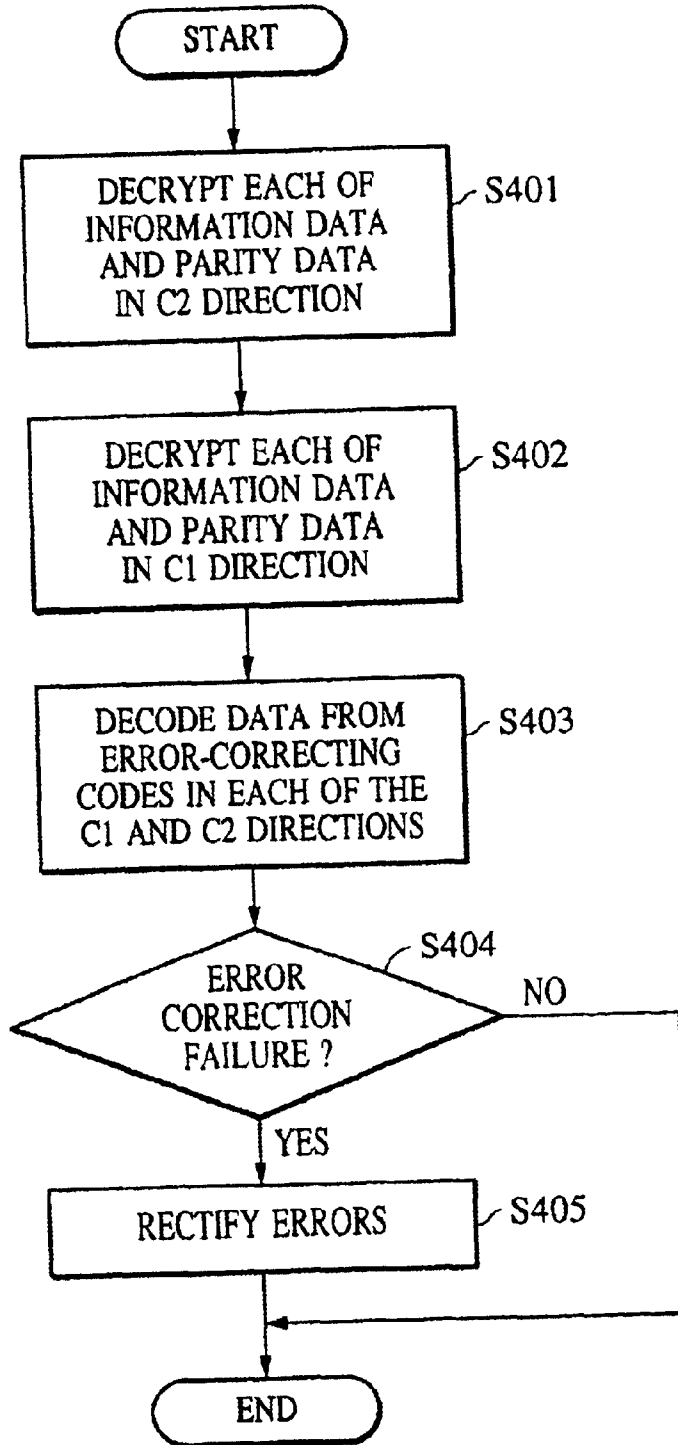 START
DECRYPT EACH OF
INFORMATION DATA
AND PARITY DATA
IN C2 DIRECTION
S401
DECRYPT EACH OF
INFORMATION DATA
AND PARITY DATA
IN C1 DIRECTION
S402
DECODE DATA FROM
ERROR-CORRECTING
CODES IN EACH OF THE
C1 AND C2 DIRECTIONS
S403
ERROR
CORRECTION
FAILURE ?
S404
NO
YES
RECTIFY ERRORS
S405
END